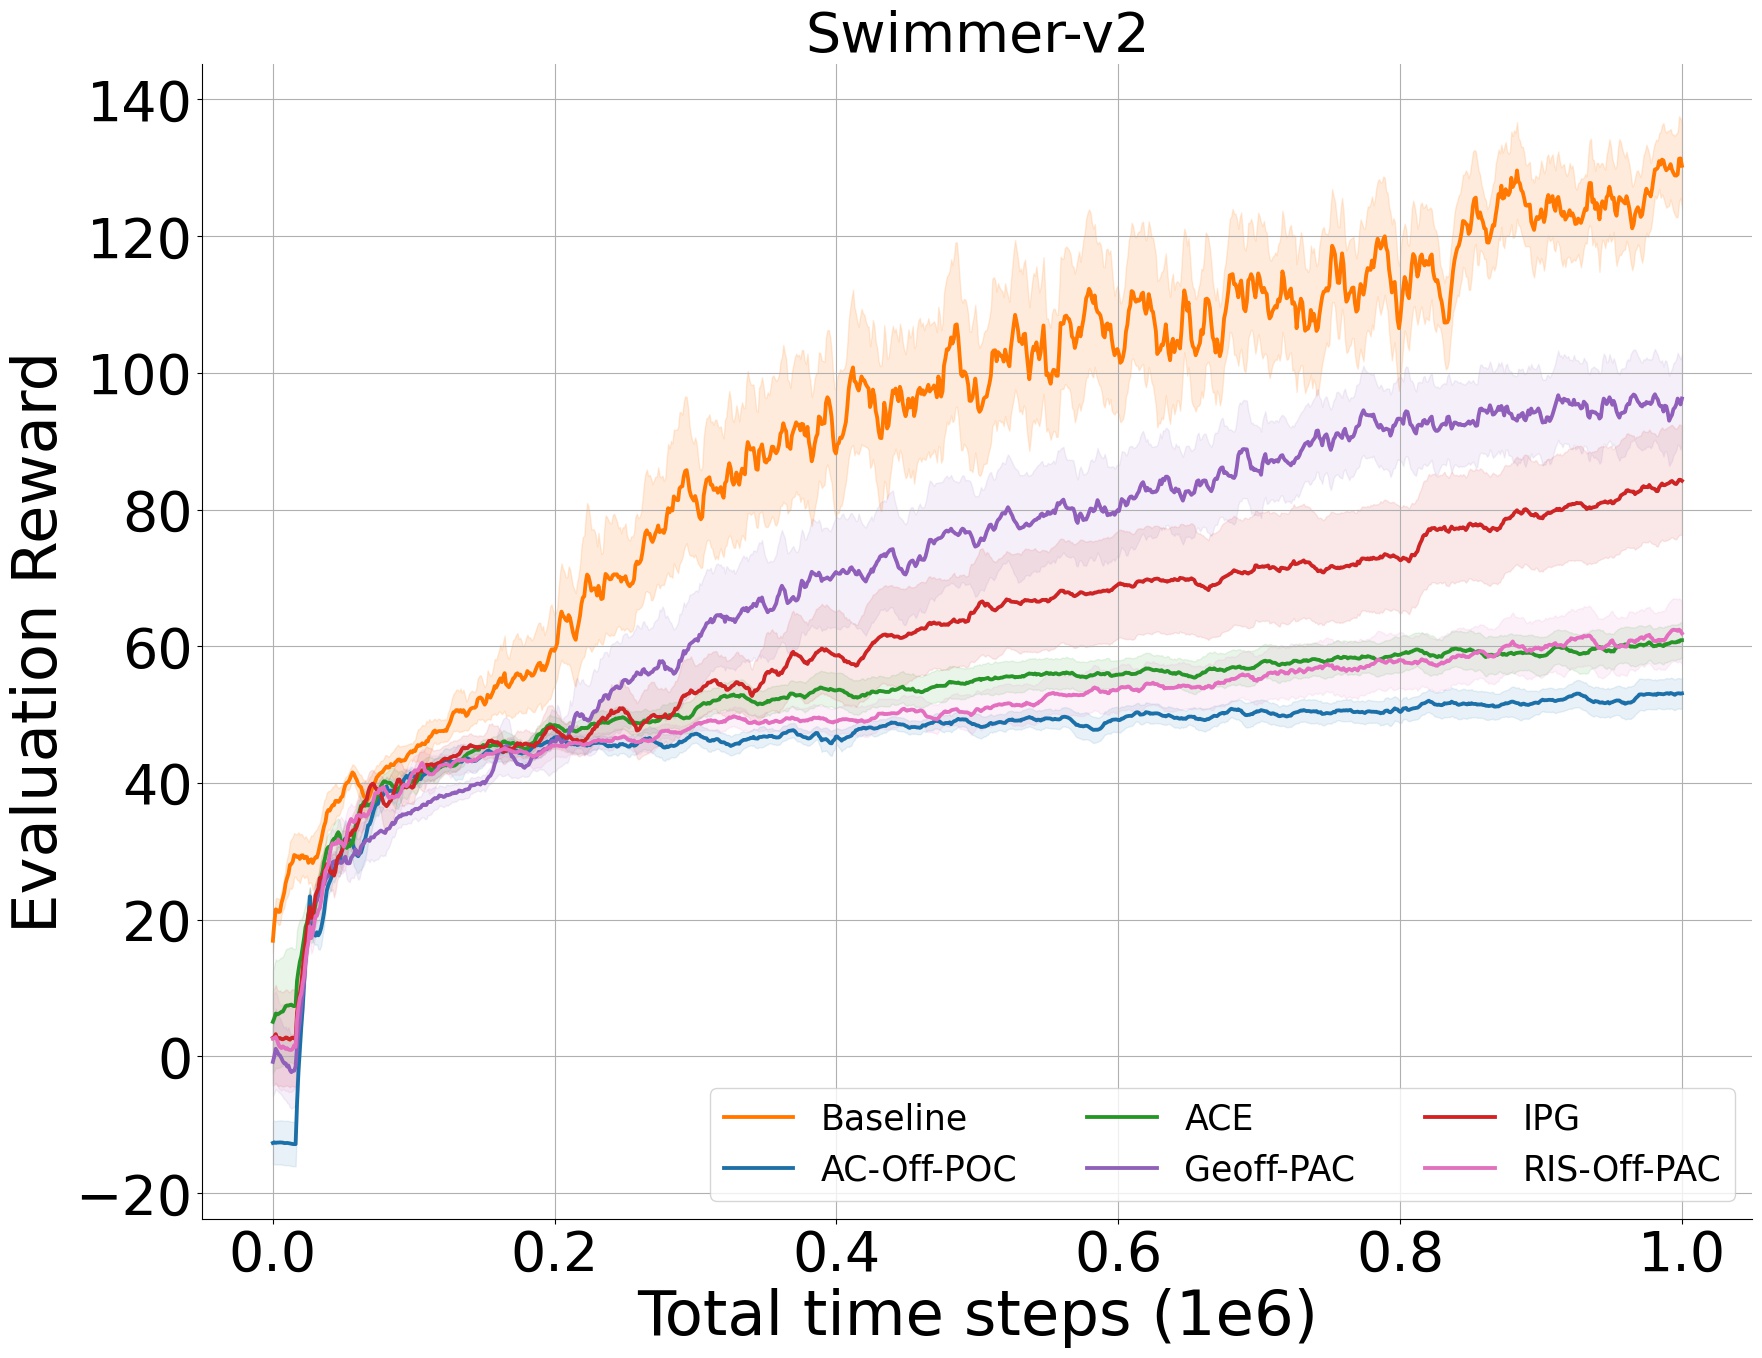 Swimmer-v2
Evaluation Reward
140
120
100
80
60
40
20
0
−20
Baseline ACE IPG
AC-Off-POC Geoff-PAC RIS-Off-PAC
0.0 0.2 0.4 0.6 0.8 1.0
Total time steps (1e6)